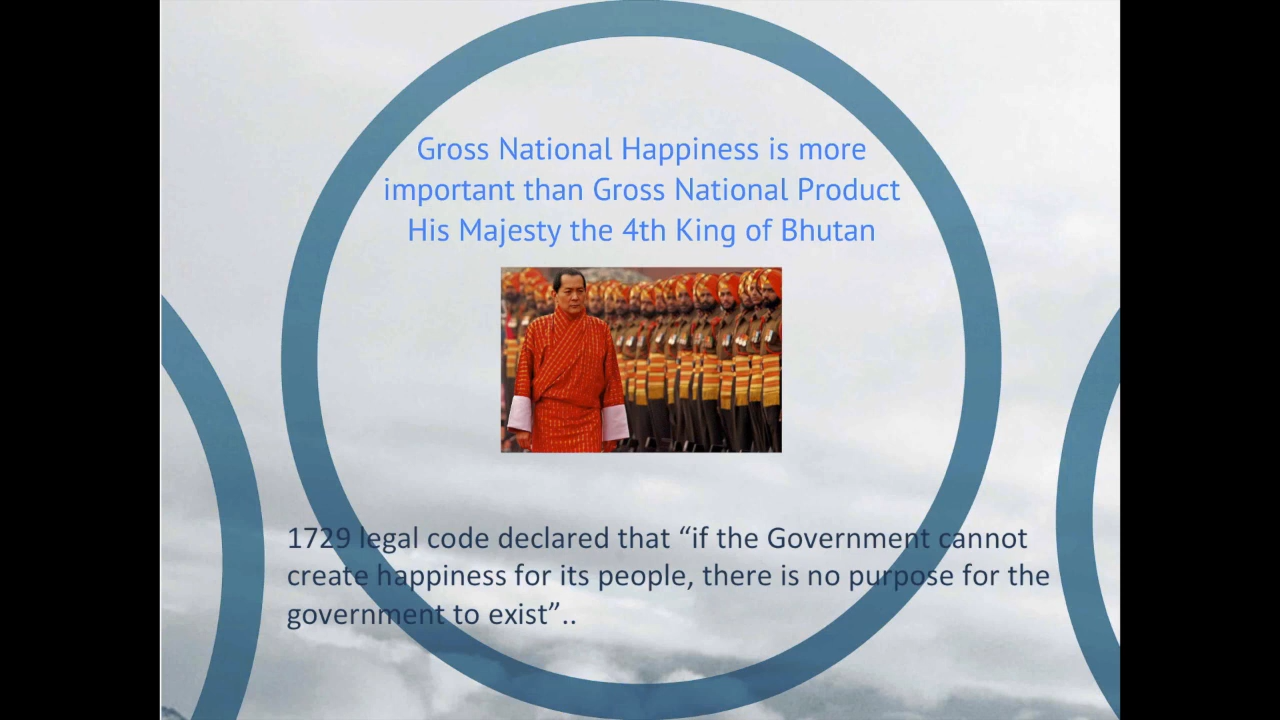 Gross National Happiness is more
important than Gross National Product
His Majesty the 4th King of Bhutan
1729 legal code declared that “if the Government cannot
create happiness for its people, there is no purpose for the
government to exist”..